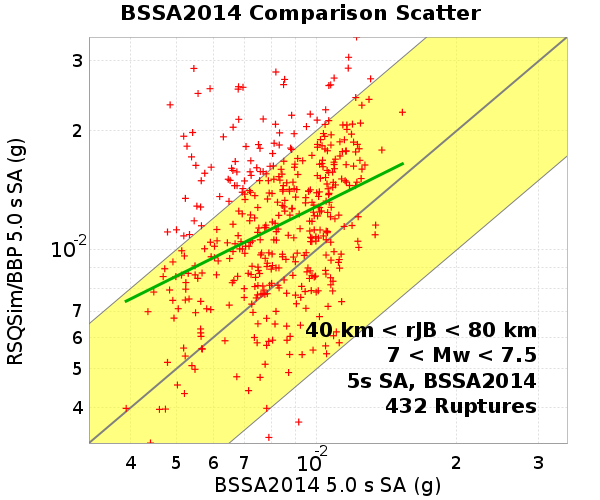 BSSA2014 Comparison Scatter
RSQSim/BBP 5.0 s SA (g)
3
2
10-2
7
6
5
4
40 km < rJB < 80 km
7 < Mw < 7.5
5s SA, BSSA2014
432 Ruptures
4 5 6 7 10-2 2 3
BSSA2014 5.0 s SA (g)